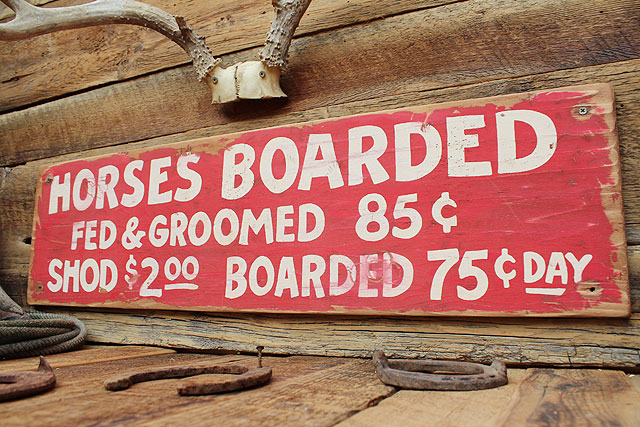 HORSES BOARDED
FED & GROOMED 85¢
SHOD $2.00 BOARDED 75¢ DAY